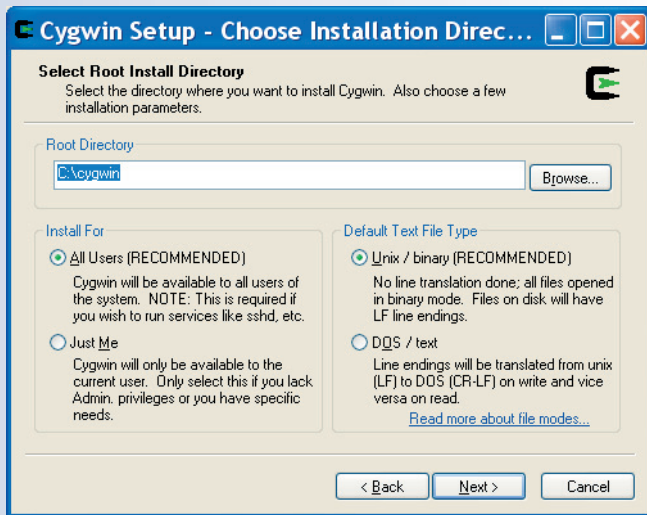 Cygwin Setup - Choose Installation Direc...
Select Root Install Directory
Select the directory where you want to install Cygwin. Also choose a few
installation parameters.
Root Directory
C:\cygwin
Browse...
Install For
All Users (RECOMMENDED)
Cygwin will be available to all users of
the system. NOTE: This is required if
you wish to run services like sshd, etc.
Just Me
Cygwin will only be available to the
current user. Only select this if you lack
Admin. privileges or you have specific
needs.
Default Text File Type
Unix / binary (RECOMMENDED)
No line translation done; all files opened
in binary mode. Files on disk will have
LF line endings.
DOS / text
Line endings will be translated from unix
(LF) to DOS (CR-LF) on write and vice
versa on read.
Read more about file modes...
< Back
Next >
Cancel